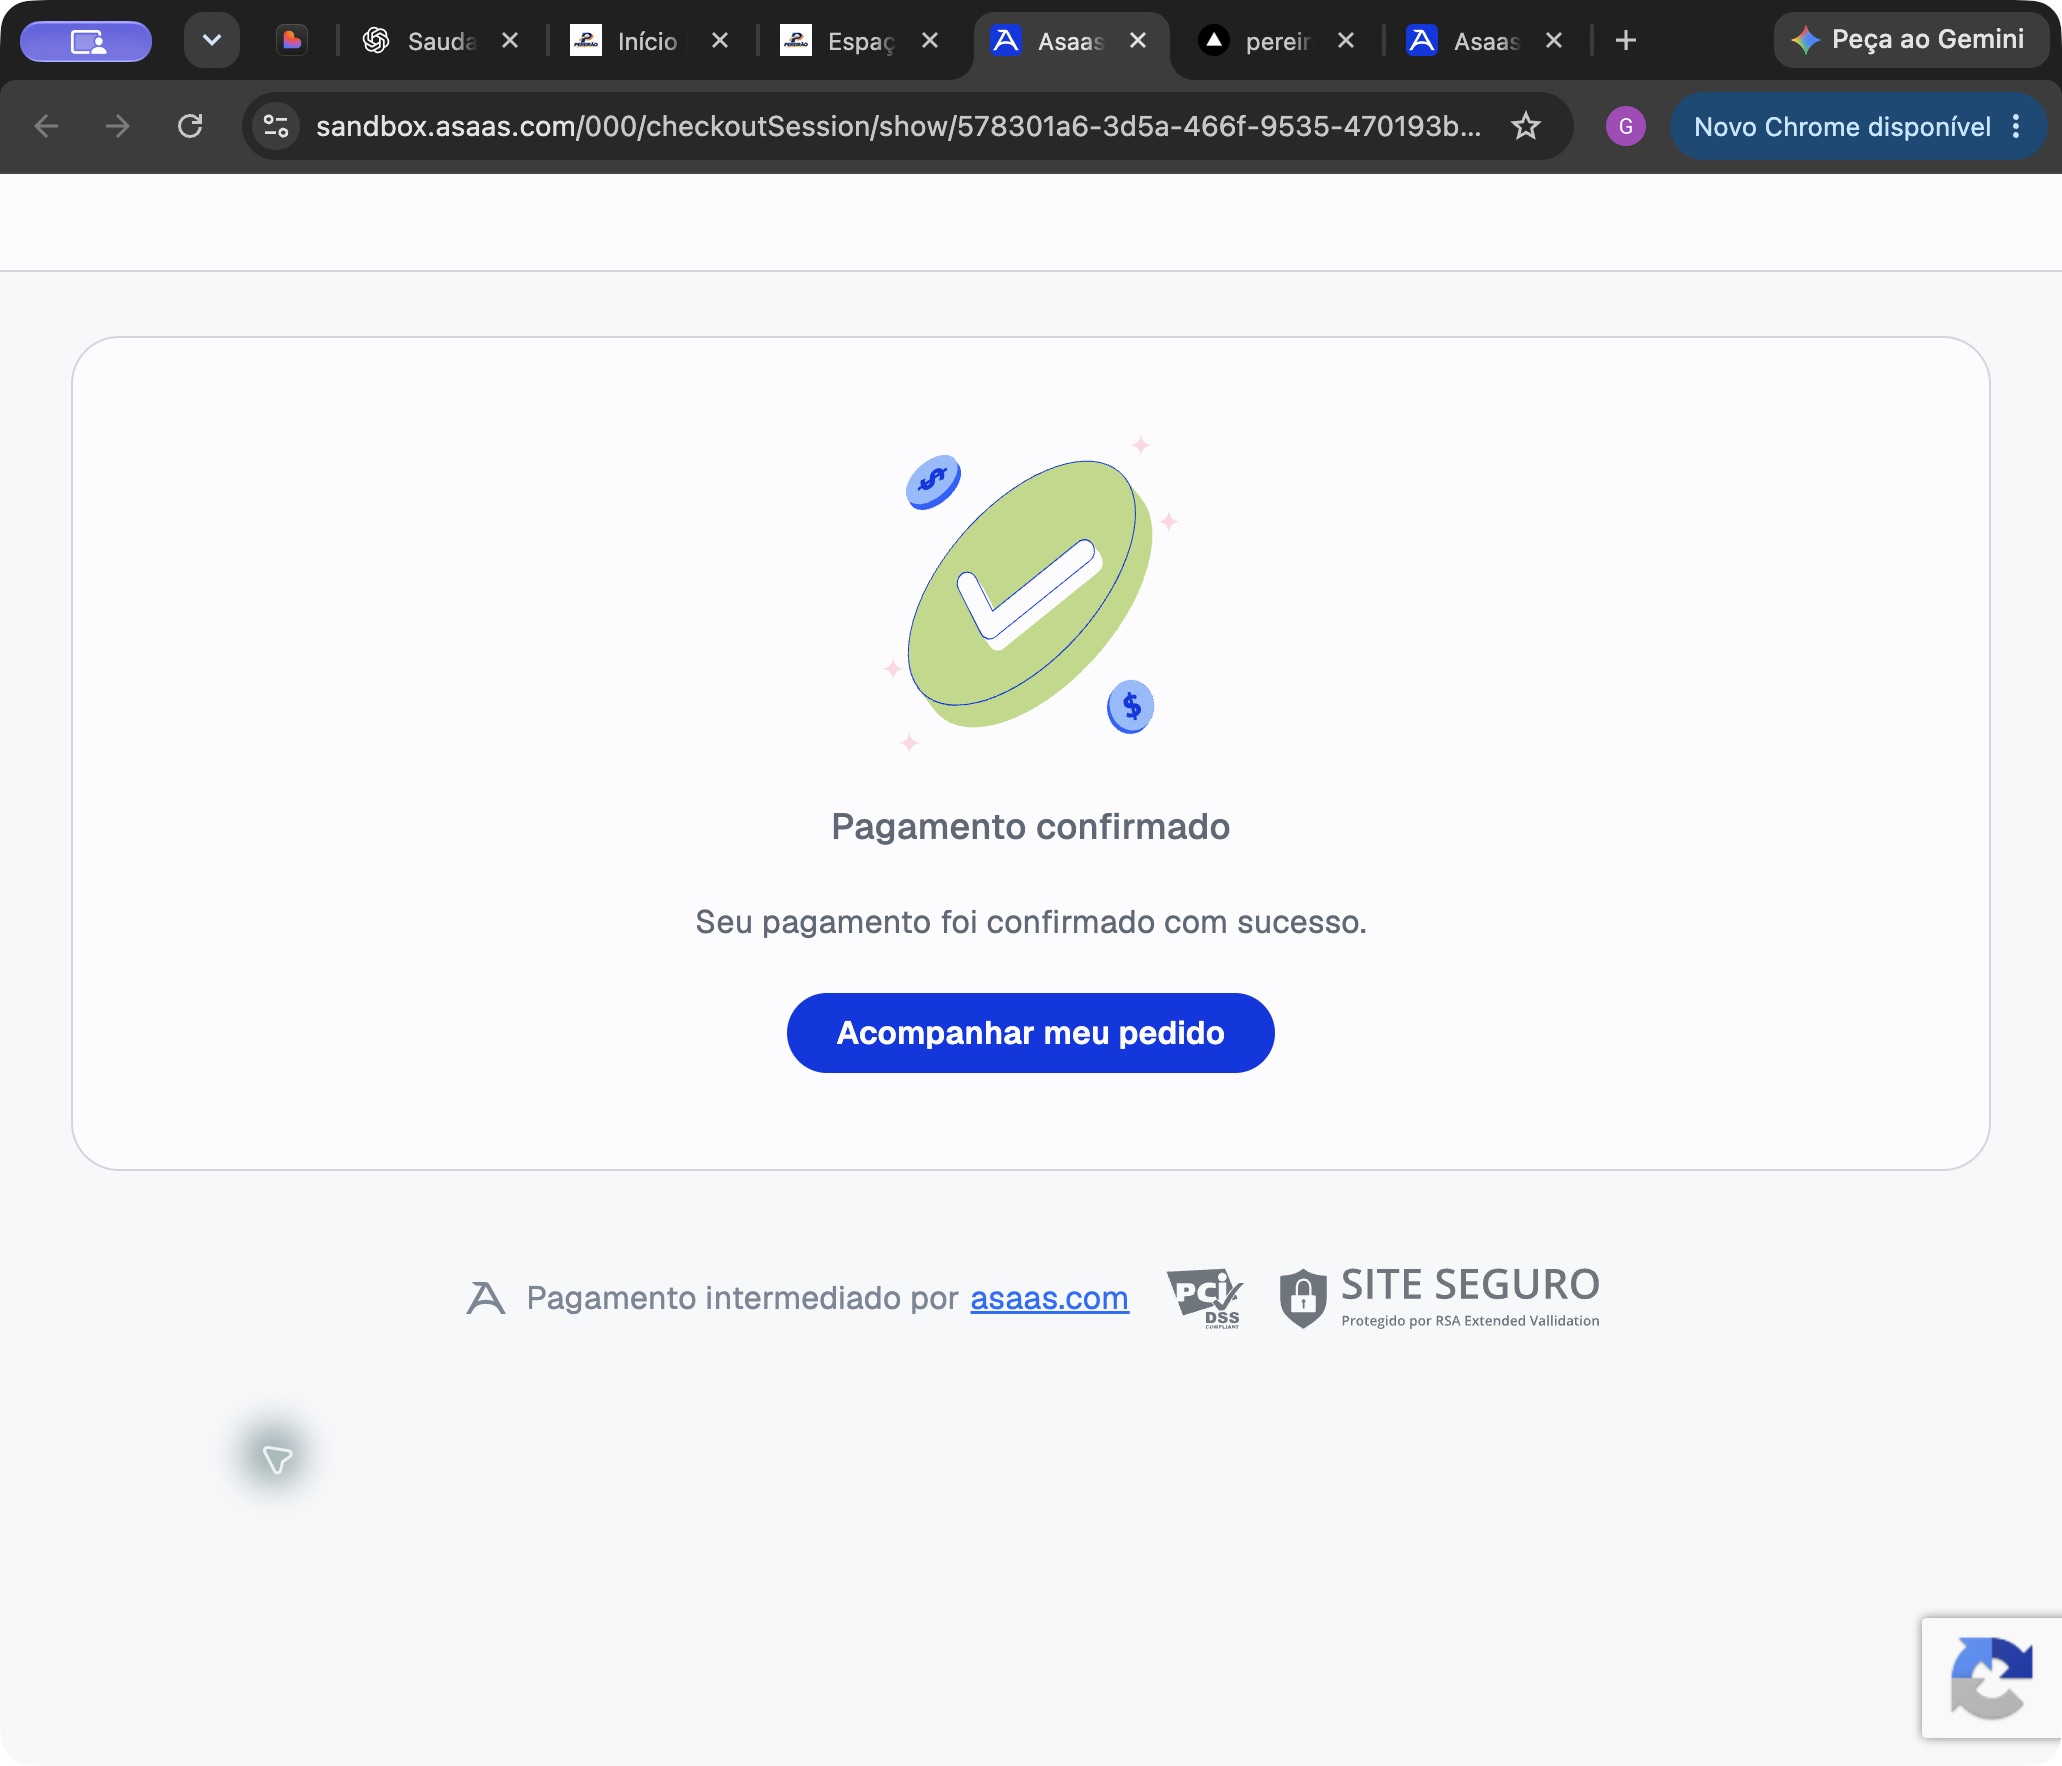 Sauda
Início
Espaç
Asaas
pereir
Asaas
Peça ao Gemini
sandbox.asaas.com/000/checkoutSession/show/578301a6-3d5a-466f-9535-470193b...
G
Novo Chrome disponível
Pagamento confirmado
Seu pagamento foi confirmado com sucesso.
Acompanhar meu pedido
Pagamento intermediado por asaas.com
PCi
DSS
COMPLIANT
SITE SEGURO
Protegido por RSA Extended Vallidation